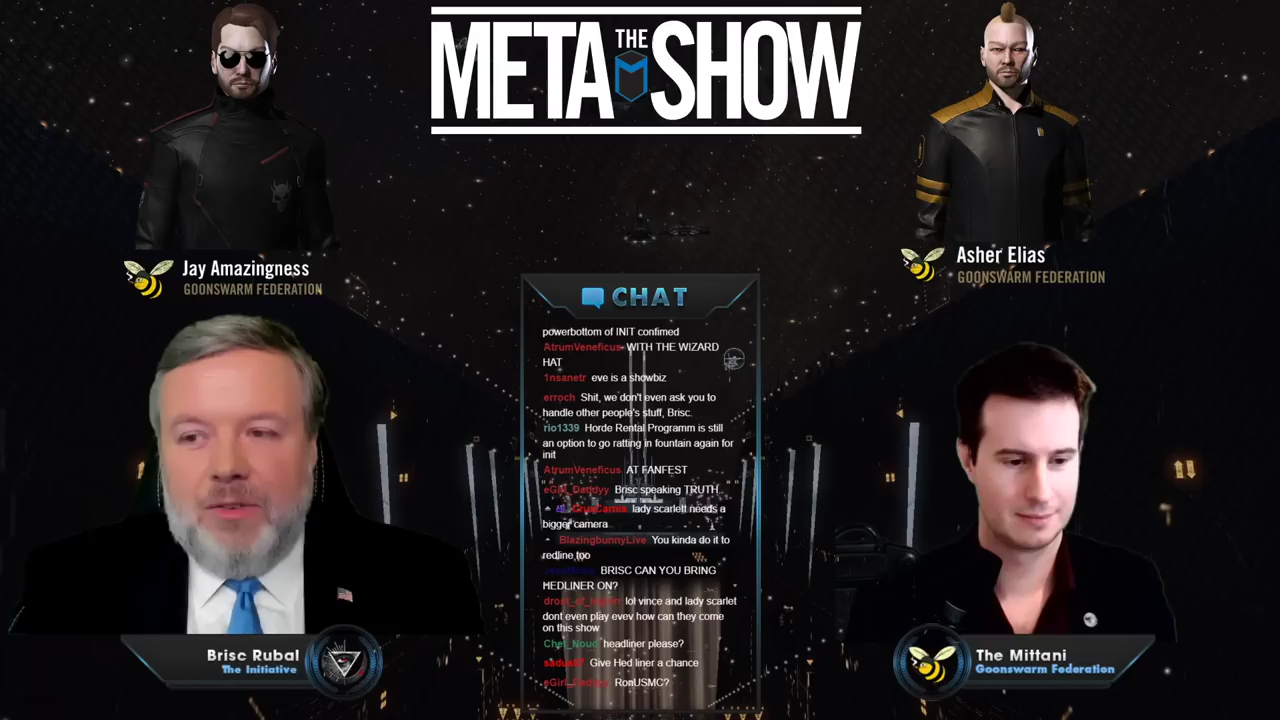 META THE SHOW
Jay Amazingness
GOONSWARM FEDERATION
Asher Elias
GOONSWARM FEDERATION
CHAT
powerbottom of INIT confimed
AtrumVeneficus WITH THE WIZARD
HAT
1nsanetr eve is a showbiz
erroch Shit, we don't even ask you to
handle other people's stuff, Brisc.
rio1339 Horde Rental Programm is still
an option to go ratting in fountain again for
init
AtrumVeneficus AT FANFEST
Brisc speaking TRUTH
CruxCarnis lady scarlett needs a
bigger camera
BlazingbunnyLive You kinda do it to
redline too
BRISC CAN YOU BRING
HEDLINER ON?
lol vince and lady scarlet
dont even play evev how can they come
on this show
headliner please?
Give Hed liner a chance
RonUSMC?
Brisc Rubal
The Initiative
The Mittani
Goonswarm Federation